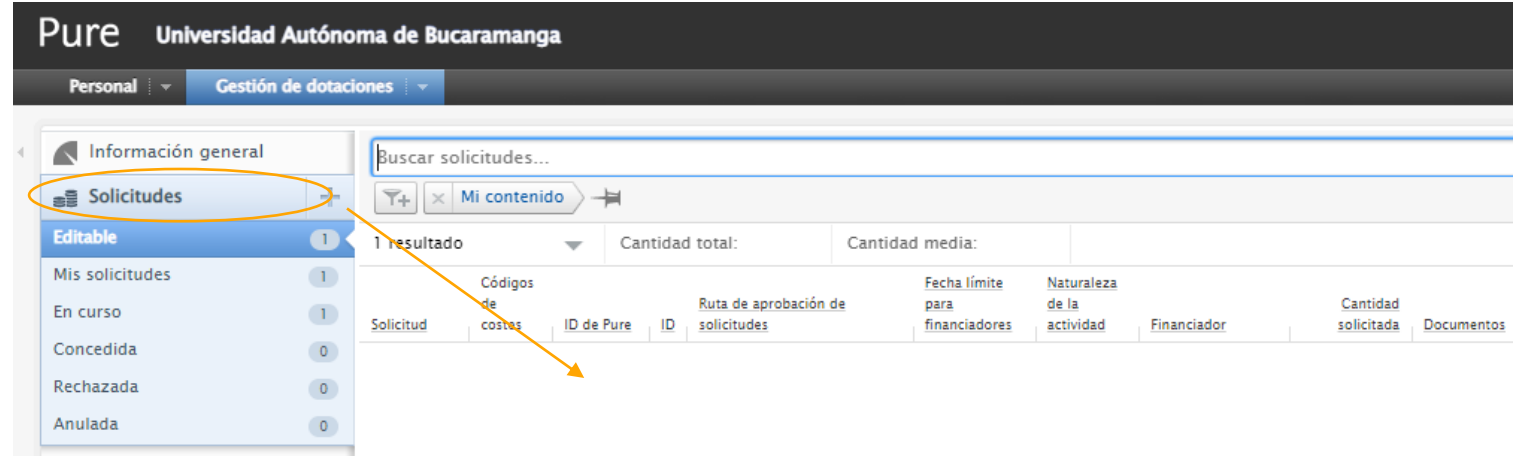 Pure Universidad Autónoma de Bucaramanga
Personal Gestión de dotaciones
Información general
Solicitudes
Editable 1
Mis solicitudes 1
En curso 1
Concedida 0
Rechazada 0
Anulada 0
Buscar solicitudes...
Mi contenido
1 resultado Cantidad total: Cantidad media:
Solicitud
Códigos
de
costes
ID de Pure
ID
Ruta de aprobación de
solicitudes
Fecha límite
para
financiadores
Naturaleza
de la
actividad
Financiador
Cantidad
solicitada
Documentos